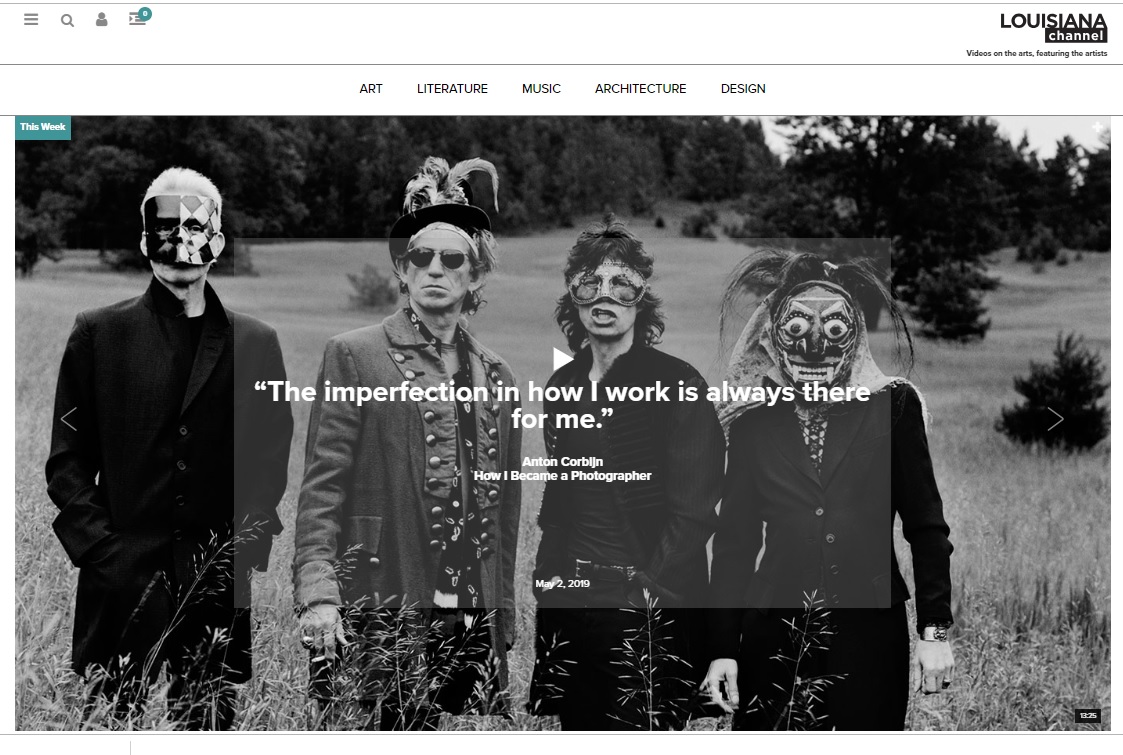 0
LOUISIANA
channel
Videos on the arts, featuring the artists
ART LITERATURE MUSIC ARCHITECTURE DESIGN
This Week
“The imperfection in how I work is always there
for me.”
Anton Corbijn
How I Became a Photographer
May 2, 2019
13:25